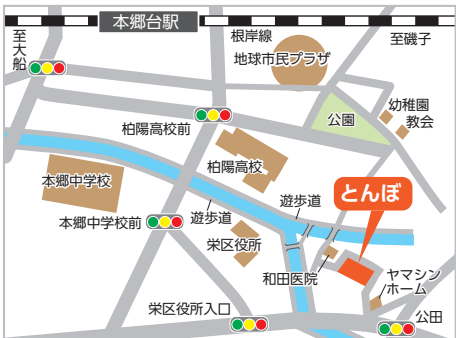 本郷台駅
至大船
根岸線
至磯子
地球市民プラザ
幼稚園
教会
公園
柏陽高校前
柏陽高校
本郷中学校
とんぼ
遊歩道
遊歩道
本郷中学校前
栄区役所
和田医院
ヤマシン
ホーム
栄区役所入口
公田